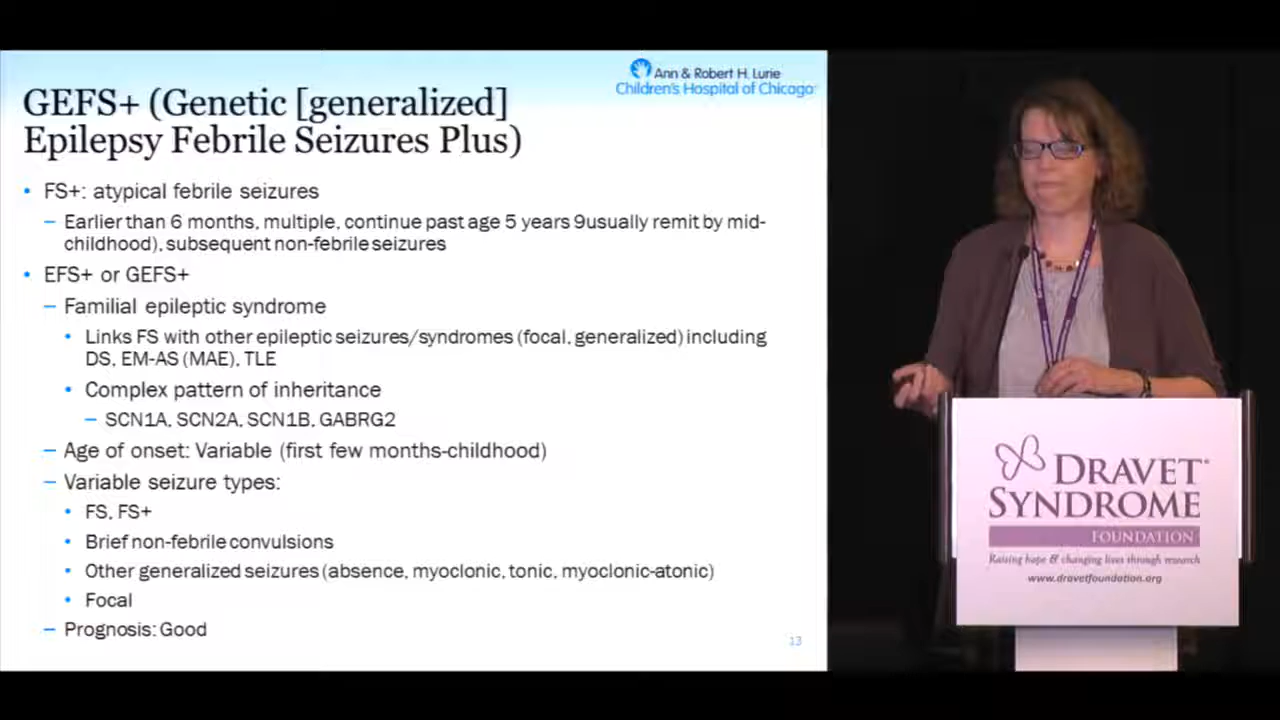 Ann & Robert H. Lurie
Children's Hospital of Chicago
GEFS+ (Genetic [generalized]
Epilepsy Febrile Seizures Plus)
• FS+: atypical febrile seizures
– Earlier than 6 months, multiple, continue past age 5 years 9usually remit by mid-
childhood), subsequent non-febrile seizures
• EFS+ or GEFS+
– Familial epileptic syndrome
• Links FS with other epileptic seizures/syndromes (focal, generalized) including
DS, EM-AS (MAE), TLE
• Complex pattern of inheritance
– SCN1A, SCN2A, SCN1B, GABRG2
– Age of onset: Variable (first few months-childhood)
– Variable seizure types:
• FS, FS+
• Brief non-febrile convulsions
• Other generalized seizures (absence, myoclonic, tonic, myoclonic-atonic)
• Focal
– Prognosis: Good
13
DRAVET
SYNDROME
FOUNDATION
Raising hope & changing lives through research
www.dravetfoundation.org